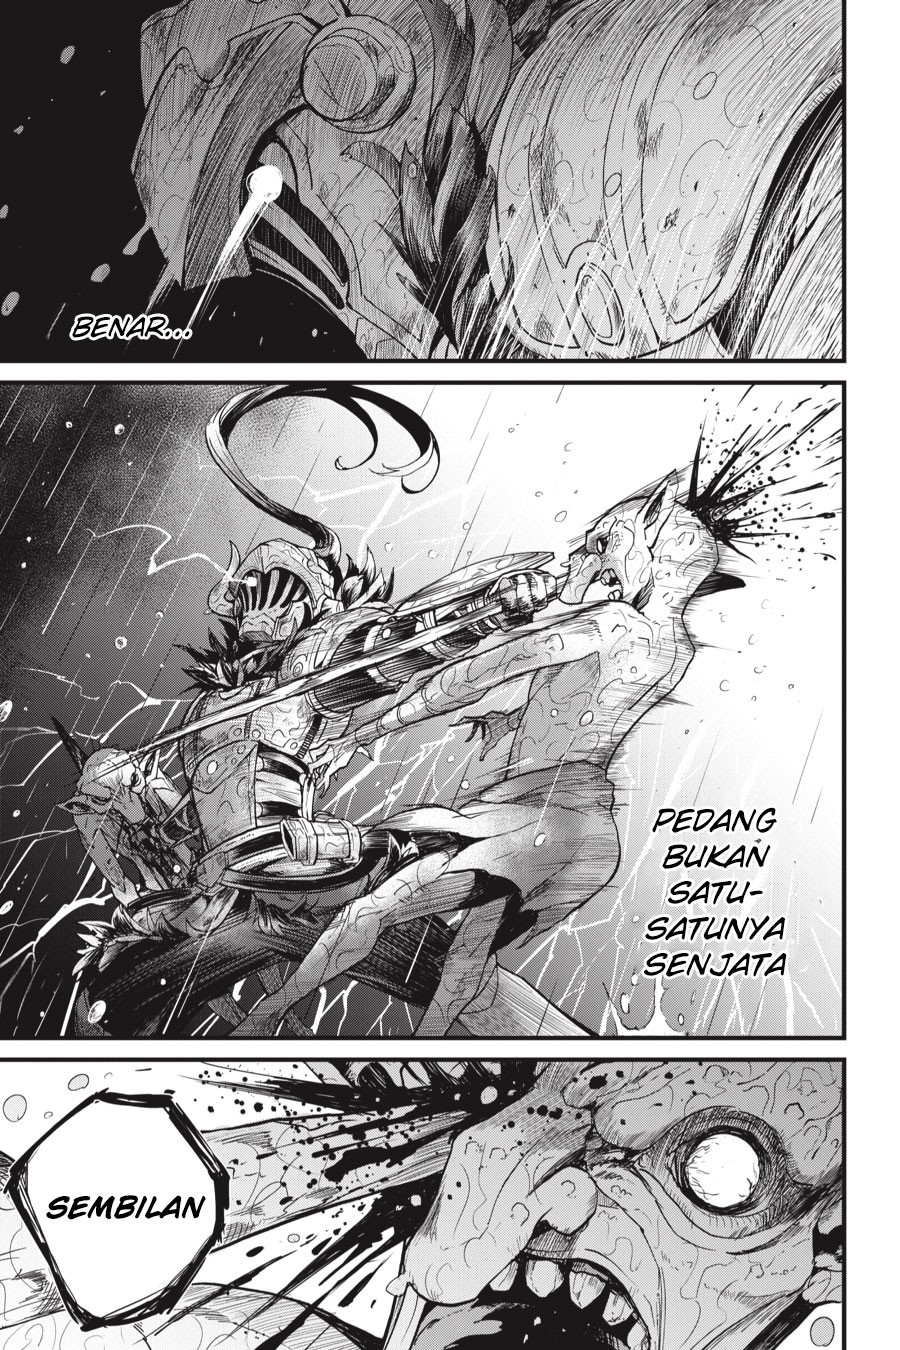 BENAR...
PEDANG
BUKAN
SATU-
SATUNYA
SENJATA
SEMBILAN